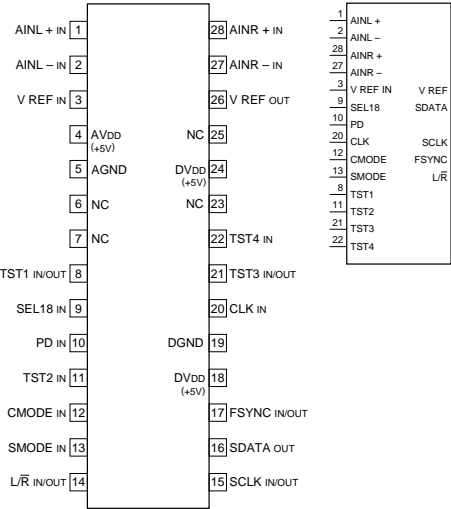 AINL + IN 1
AINL – IN 2
V REF IN 3
4 AVDD
(+5V)
5 AGND
6 NC
7 NC
TST1 IN/OUT 8
SEL18 IN 9
PD IN 10
TST2 IN 11
CMODE IN 12
SMODE IN 13
L/R̅ IN/OUT 14
28 AINR + IN
27 AINR – IN
26 V REF OUT
NC 25
DVDD 24
(+5V)
NC 23
22 TST4 IN
21 TST3 IN/OUT
20 CLK IN
DGND 19
DVDD 18
(+5V)
17 FSYNC IN/OUT
16 SDATA OUT
15 SCLK IN/OUT
1 AINL +
2 AINL –
28 AINR +
27 AINR –
3 V REF IN V REF
9 SEL18 SDATA
10 PD
20 CLK SCLK
12 CMODE FSYNC
13 SMODE L/R̅
8 TST1
11 TST2
21 TST3
22 TST4